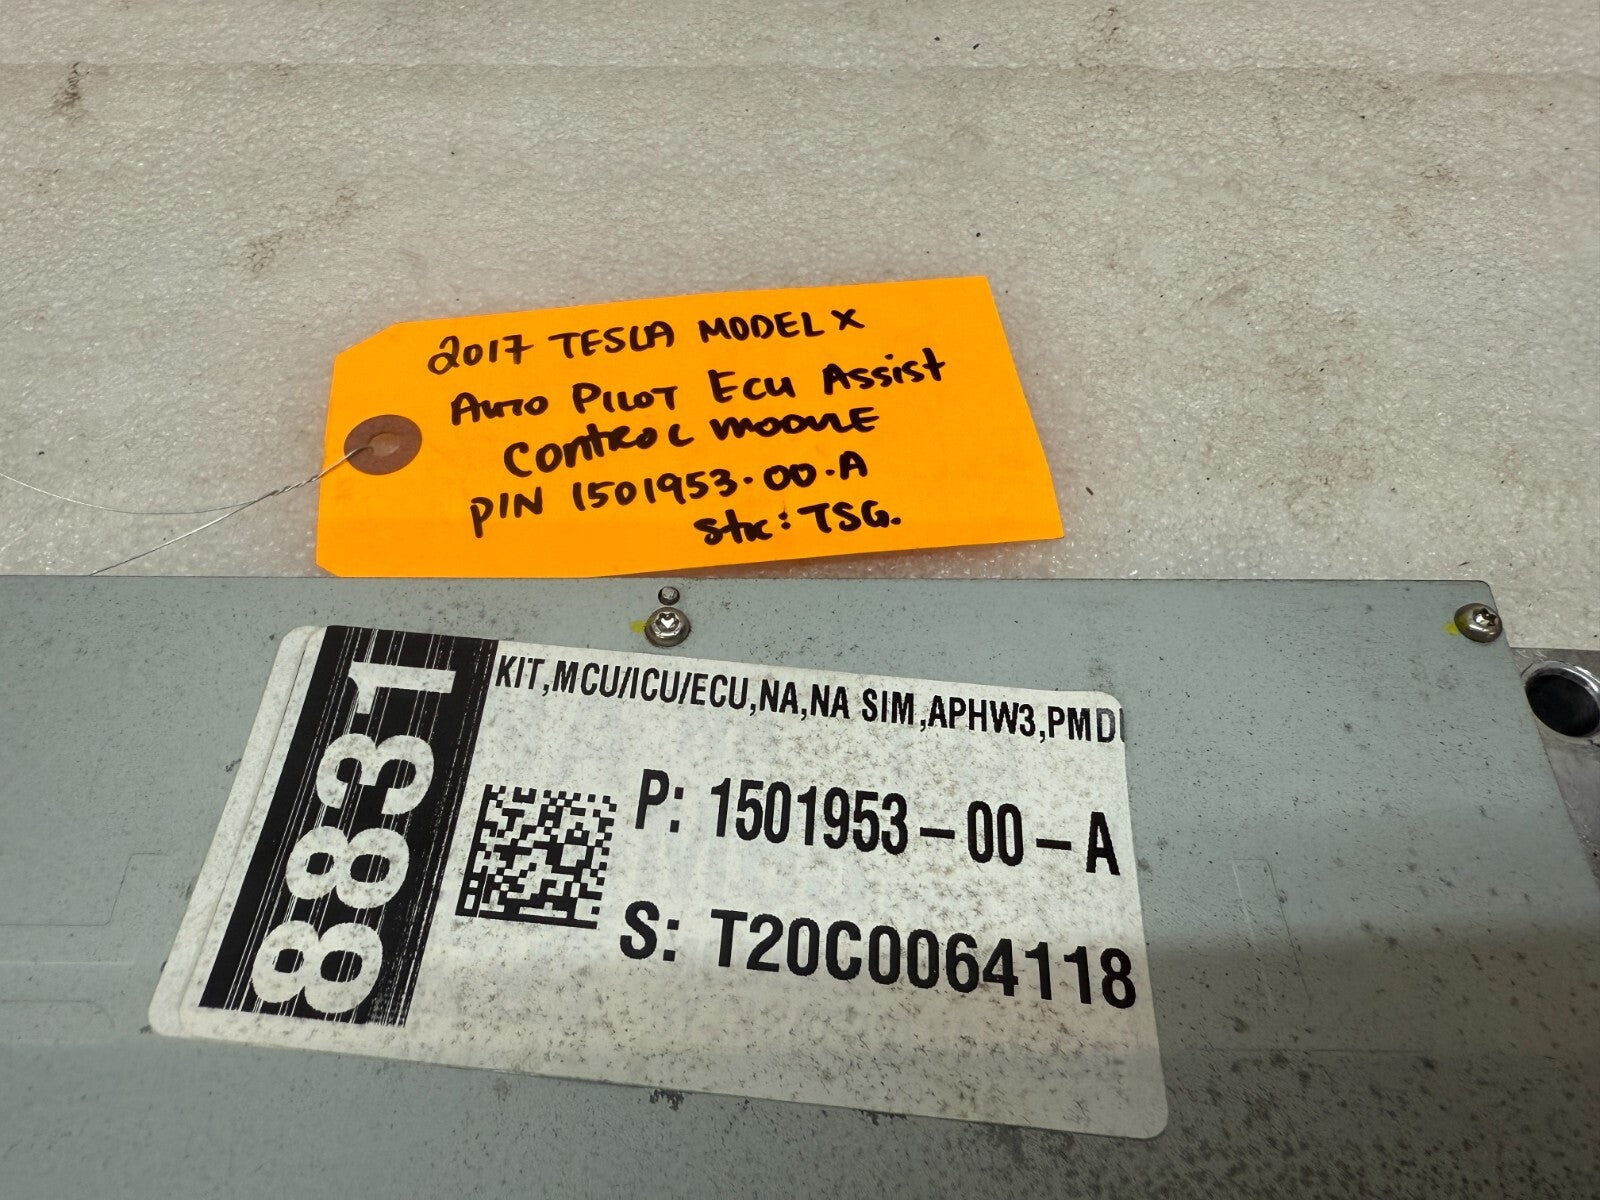 2017 TESLA MODEL X
AUTO PILOT ECU ASSIST
CONTROL MODULE
P/N 1501953-00-A
Stk: TSG.
8831
KIT,MCU/ICU/ECU,NA,NA SIM,APHW3,PMD
P: 1501953-00-A
S: T20C0064118